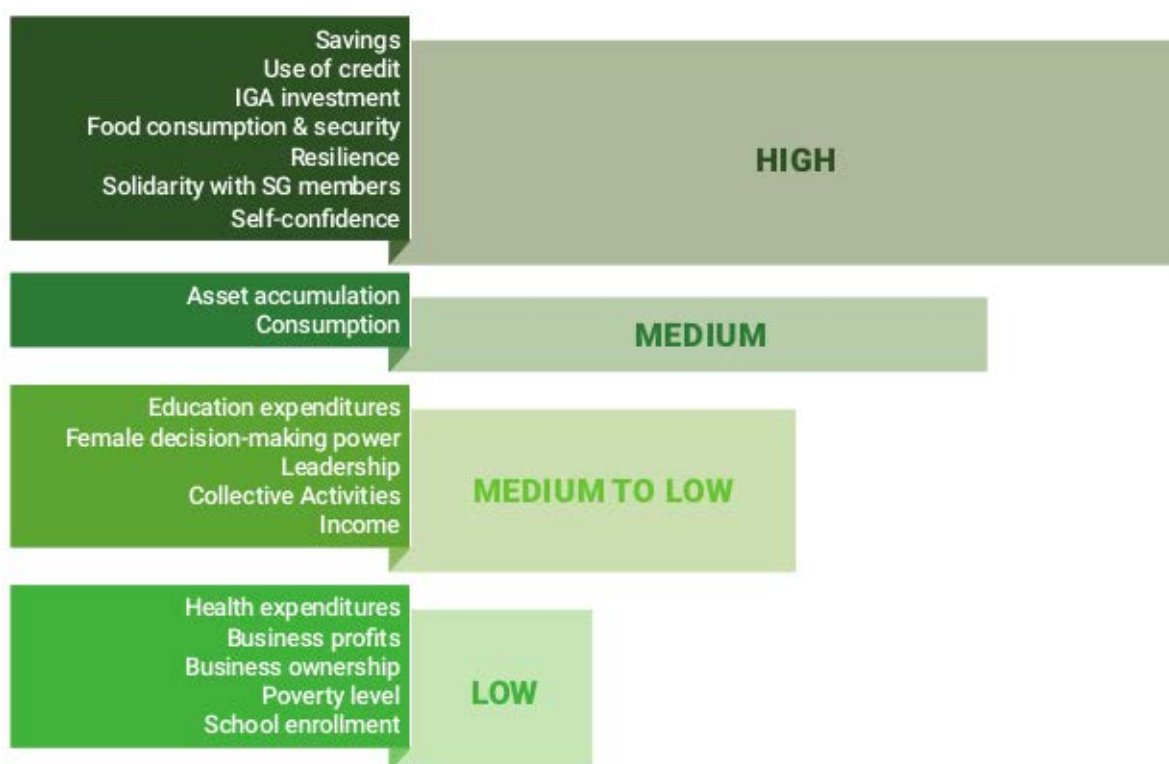 Savings
Use of credit
IGA investment
Food consumption & security
Resilience
Solidarity with SG members
Self-confidence
HIGH
Asset accumulation
Consumption
MEDIUM
Education expenditures
Female decision-making power
Leadership
Collective Activities
Income
MEDIUM TO LOW
Health expenditures
Business profits
Business ownership
Poverty level
School enrollment
LOW